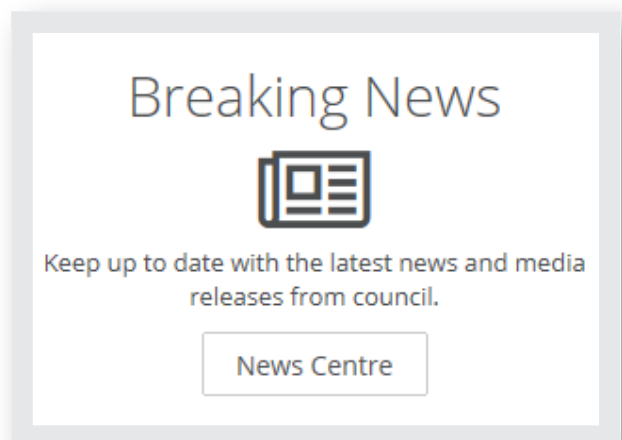 Breaking News
Keep up to date with the latest news and media
releases from council.
News Centre